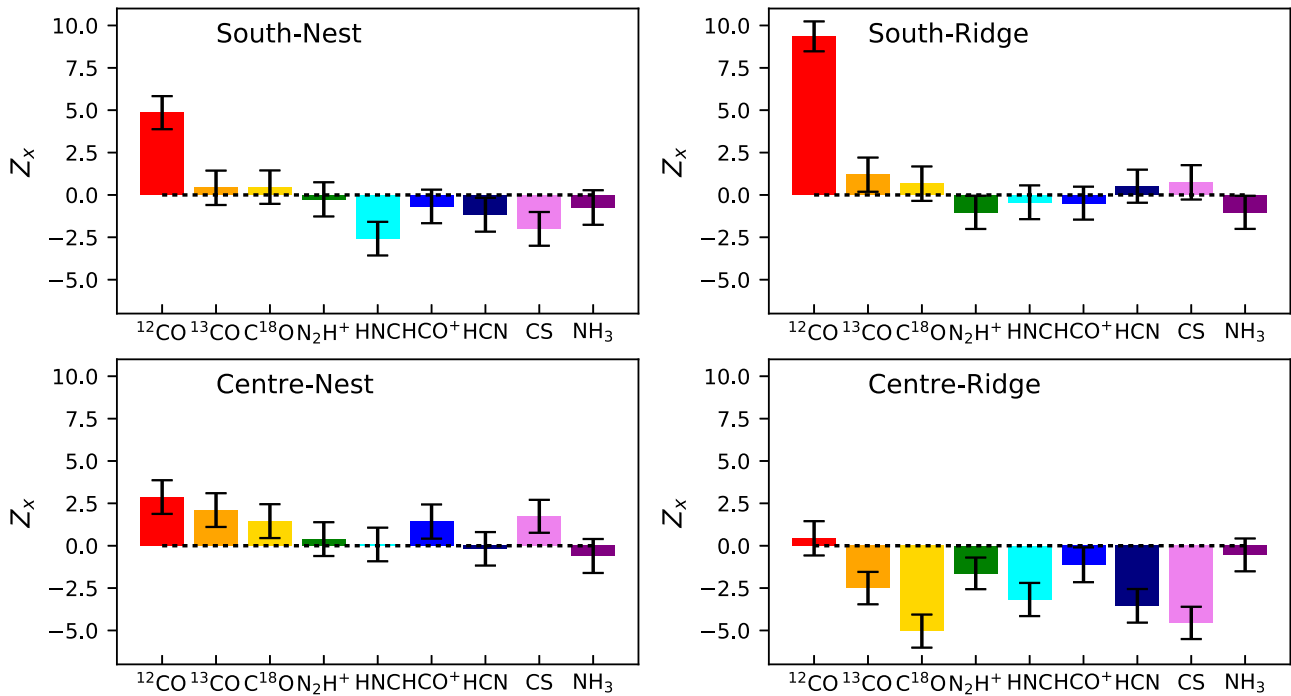 South-Nest
Z_x
10.0
7.5
5.0
2.5
0.0
−2.5
−5.0
¹²CO ¹³CO C¹⁸O N₂H⁺ HNC HCO⁺ HCN CS NH₃
South-Ridge
Z_x
10.0
7.5
5.0
2.5
0.0
−2.5
−5.0
¹²CO ¹³CO C¹⁸O N₂H⁺ HNC HCO⁺ HCN CS NH₃
Centre-Nest
Z_x
10.0
7.5
5.0
2.5
0.0
−2.5
−5.0
¹²CO ¹³CO C¹⁸O N₂H⁺ HNC HCO⁺ HCN CS NH₃
Centre-Ridge
Z_x
10.0
7.5
5.0
2.5
0.0
−2.5
−5.0
¹²CO ¹³CO C¹⁸O N₂H⁺ HNC HCO⁺ HCN CS NH₃